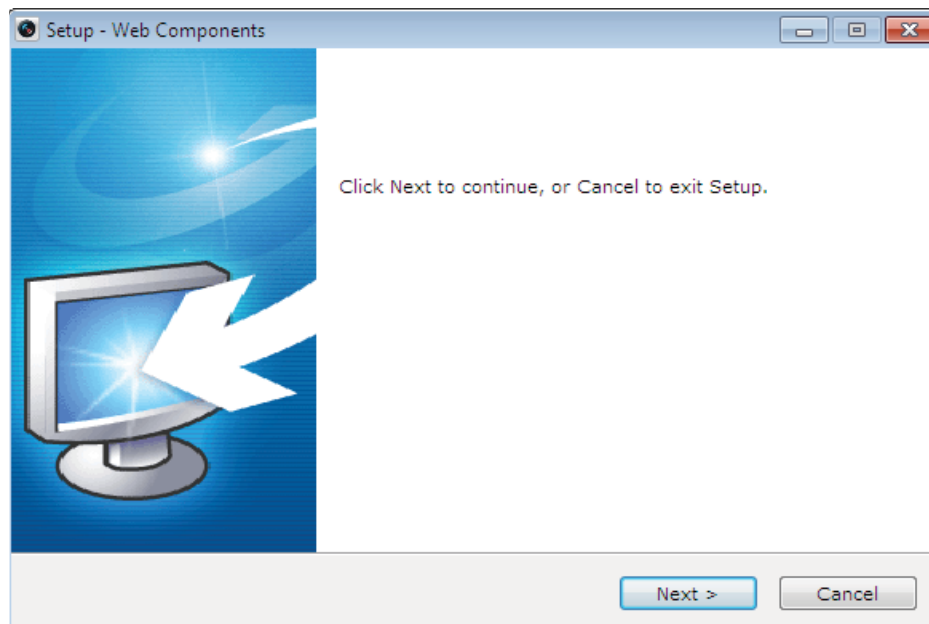 Setup - Web Components
Click Next to continue, or Cancel to exit Setup.
Next >
Cancel